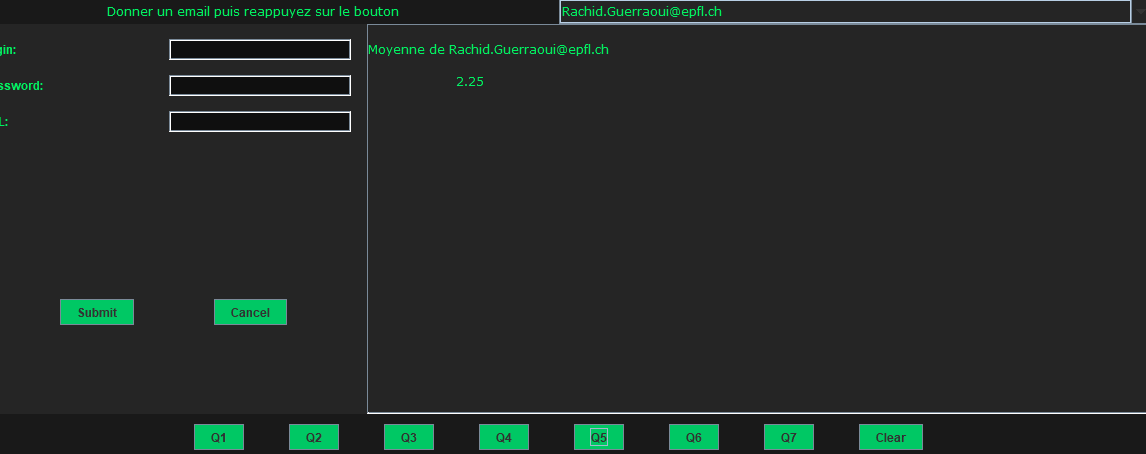 Donner un email puis reappuyez sur le bouton
Rachid.Guerraoui@epfl.ch
gin:
ssword:
L:
Submit
Cancel
Moyenne de Rachid.Guerraoui@epfl.ch
2.25
Q1
Q2
Q3
Q4
Q5
Q6
Q7
Clear